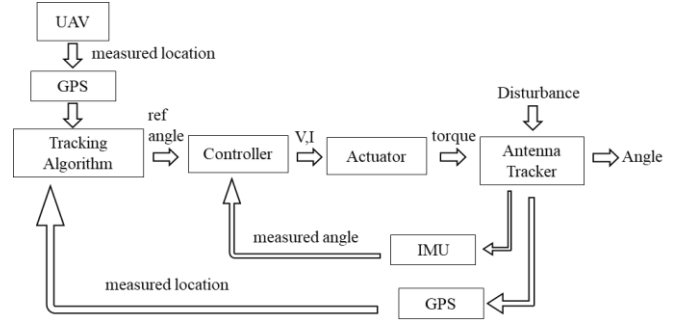 UAV
measured location
GPS
Disturbance
ref
angle
V,I
torque
Tracking
Algorithm
Controller
Actuator
Antenna
Tracker
Angle
measured angle
IMU
measured location
GPS